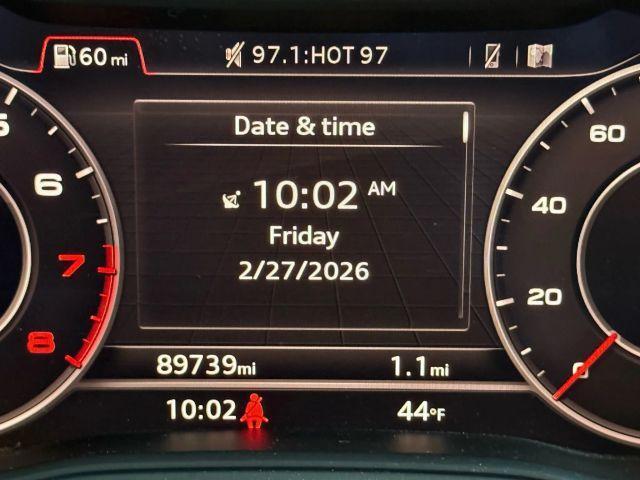 60 mi
97.1:HOT 97
Date & time
10:02 AM
Friday
2/27/2026
6
7
8
60
40
20
0
89739mi
1.1mi
10:02
44°F